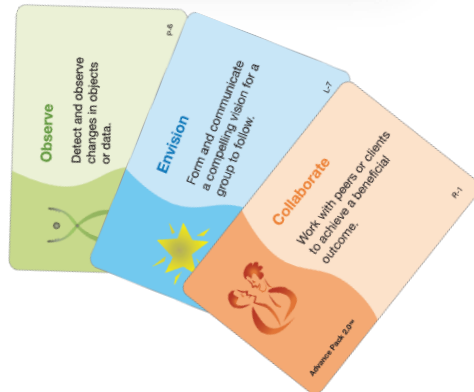 Observe
Detect and observe
changes in objects
or data.
P-6
Envision
Form and communicate
a compelling vision for a
group to follow.
L-7
Collaborate
Work with peers or clients
to achieve a beneficial
outcome.
R-1
Advance Pack 2.0™